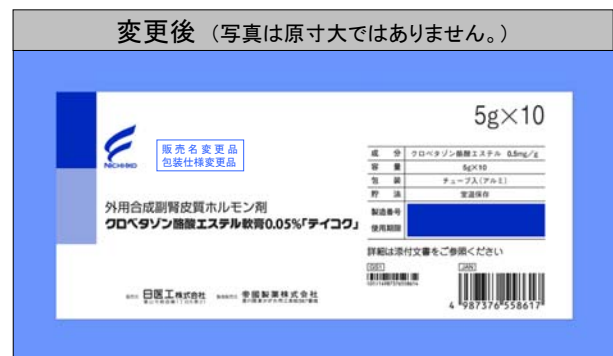 変更後 (写真は原寸大ではありません。)
5g×10
NICHIIKO
販売名変更品
包装仕様変更品
成 分 クロベタゾン酪酸エステル 0.5mg/g
容 量 5g×10
包 装 チューブ入(アルミ)
貯 法 室温保存
製造番号
使用期限
外用合成副腎皮質ホルモン剤
クロベタゾン酪酸エステル軟膏0.05%「テイコク」
詳細は添付文書をご参照ください
GS1
JAN
日医工株式会社
帝國製薬株式会社
4 987376 558617